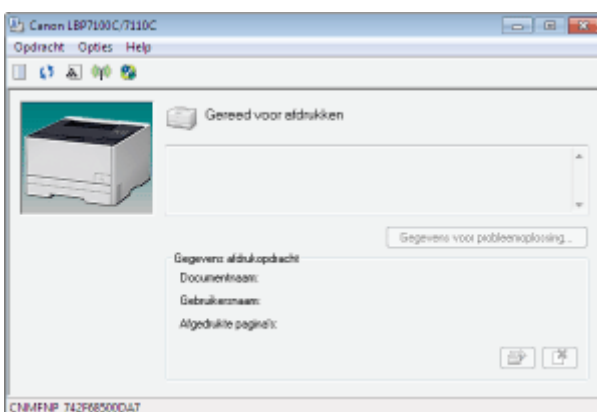 Canon LBP7100C/7110C
Opdracht Opties Help
Gereed voor afdrukken
Gegevens voor probleemoplossing...
Gegevens afdrukopdracht
Documentnaam:
Gebruikersnaam:
Afgedrukte pagina's:
CNMFNP_742F68500DA7